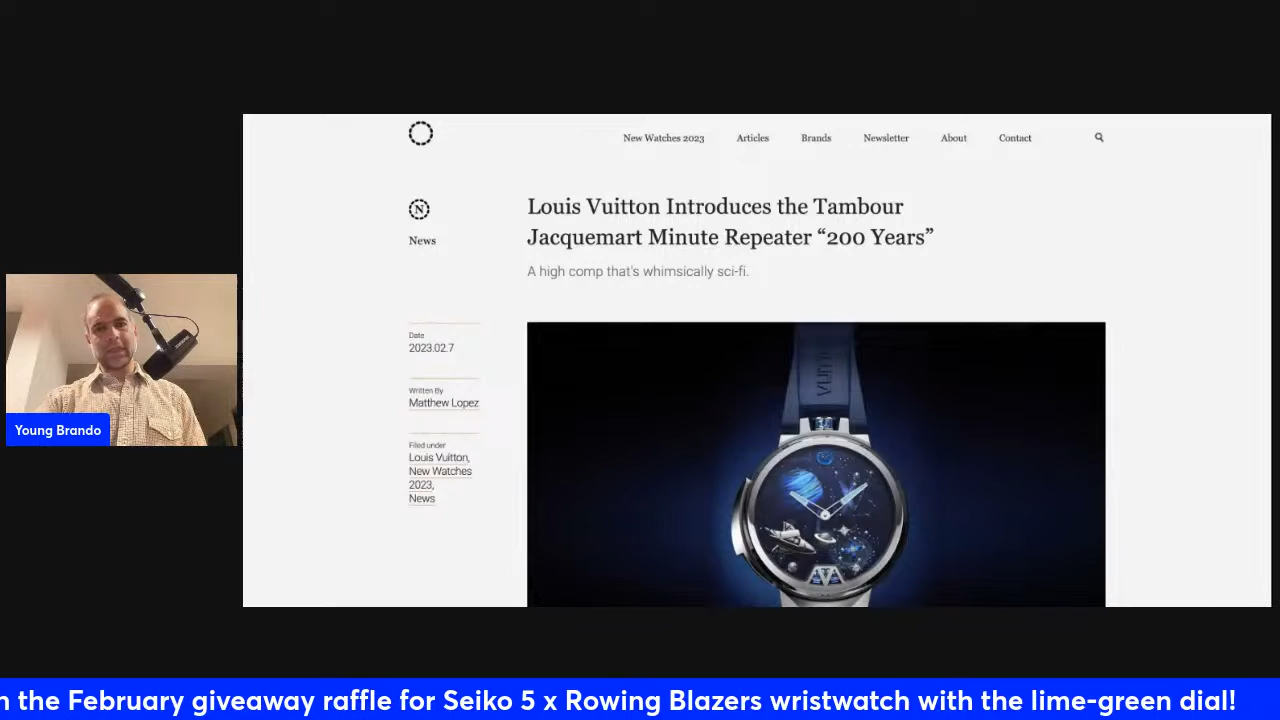 New Watches 2023 Articles Brands Newsletter About Contact
N
News
Louis Vuitton Introduces the Tambour
Jacquemart Minute Repeater “200 Years”
A high comp that's whimsically sci-fi.
Date
2023.02.7
Written By
Matthew Lopez
Filed under
Louis Vuitton,
New Watches
2023,
News
Young Brando
the February giveaway raffle for Seiko 5 x Rowing Blazers wristwatch with the lime-green dial!